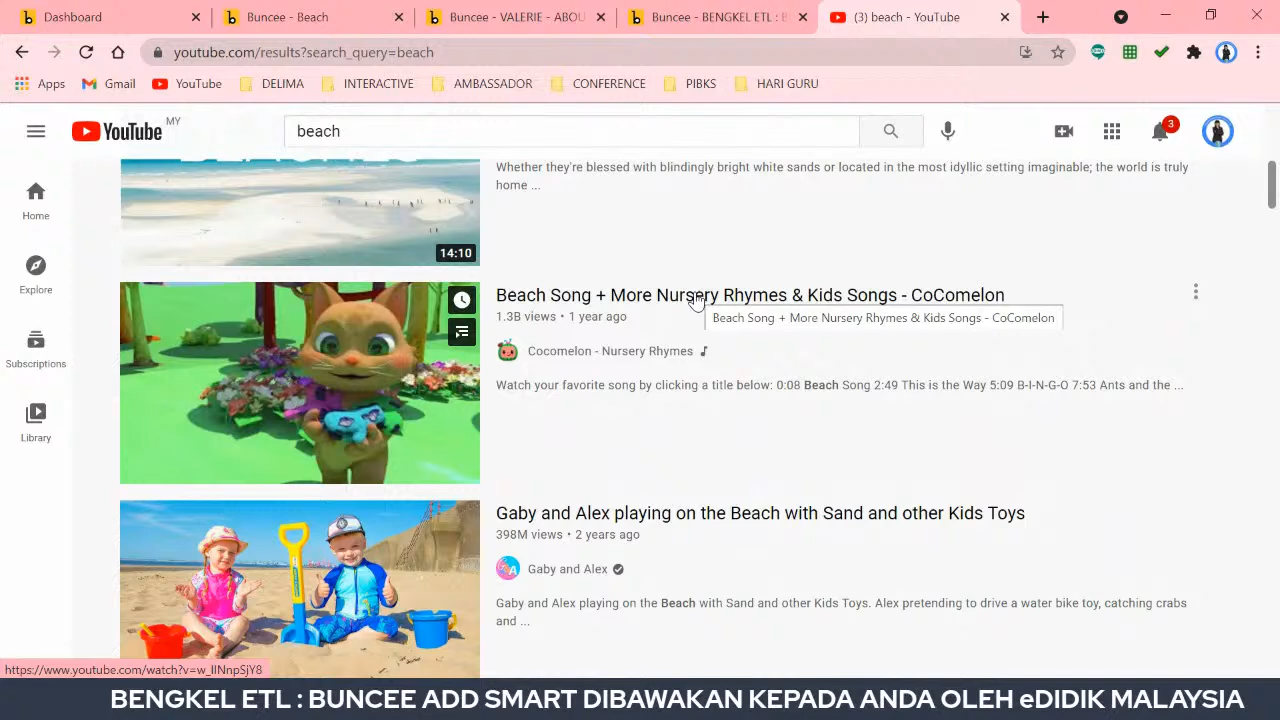 Dashboard
Buncee - Beach
Buncee - VALERIE - ABOU
Buncee - BENGKEL ETL : B
(3) beach - YouTube
youtube.com/results?search_query=beach
Apps
Gmail
YouTube
DELIMA
INTERACTIVE
AMBASSADOR
CONFERENCE
PIBKS
HARI GURU
YouTube MY
beach
3
Home
Explore
Subscriptions
Library
14:10
Whether they're blessed with blindingly bright white sands or located in the most idyllic setting imaginable; the world is truly
home ...
Beach Song + More Nursery Rhymes & Kids Songs - CoComelon
1.3B views • 1 year ago
Beach Song + More Nursery Rhymes & Kids Songs - CoComelon
Cocomelon - Nursery Rhymes
Watch your favorite song by clicking a title below: 0:08 Beach Song 2:49 This is the Way 5:09 B-I-N-G-O 7:53 Ants and the ...
Gaby and Alex playing on the Beach with Sand and other Kids Toys
398M views • 2 years ago
Gaby and Alex
Gaby and Alex playing on the Beach with Sand and other Kids Toys. Alex pretending to drive a water bike toy, catching crabs
and ...
https://www.youtube.com/watch?v=w_lINnpSjY8
BENGKEL ETL : BUNCEE ADD SMART DIBAWAKAN KEPADA ANDA OLEH eDIDIK MALAYSIA